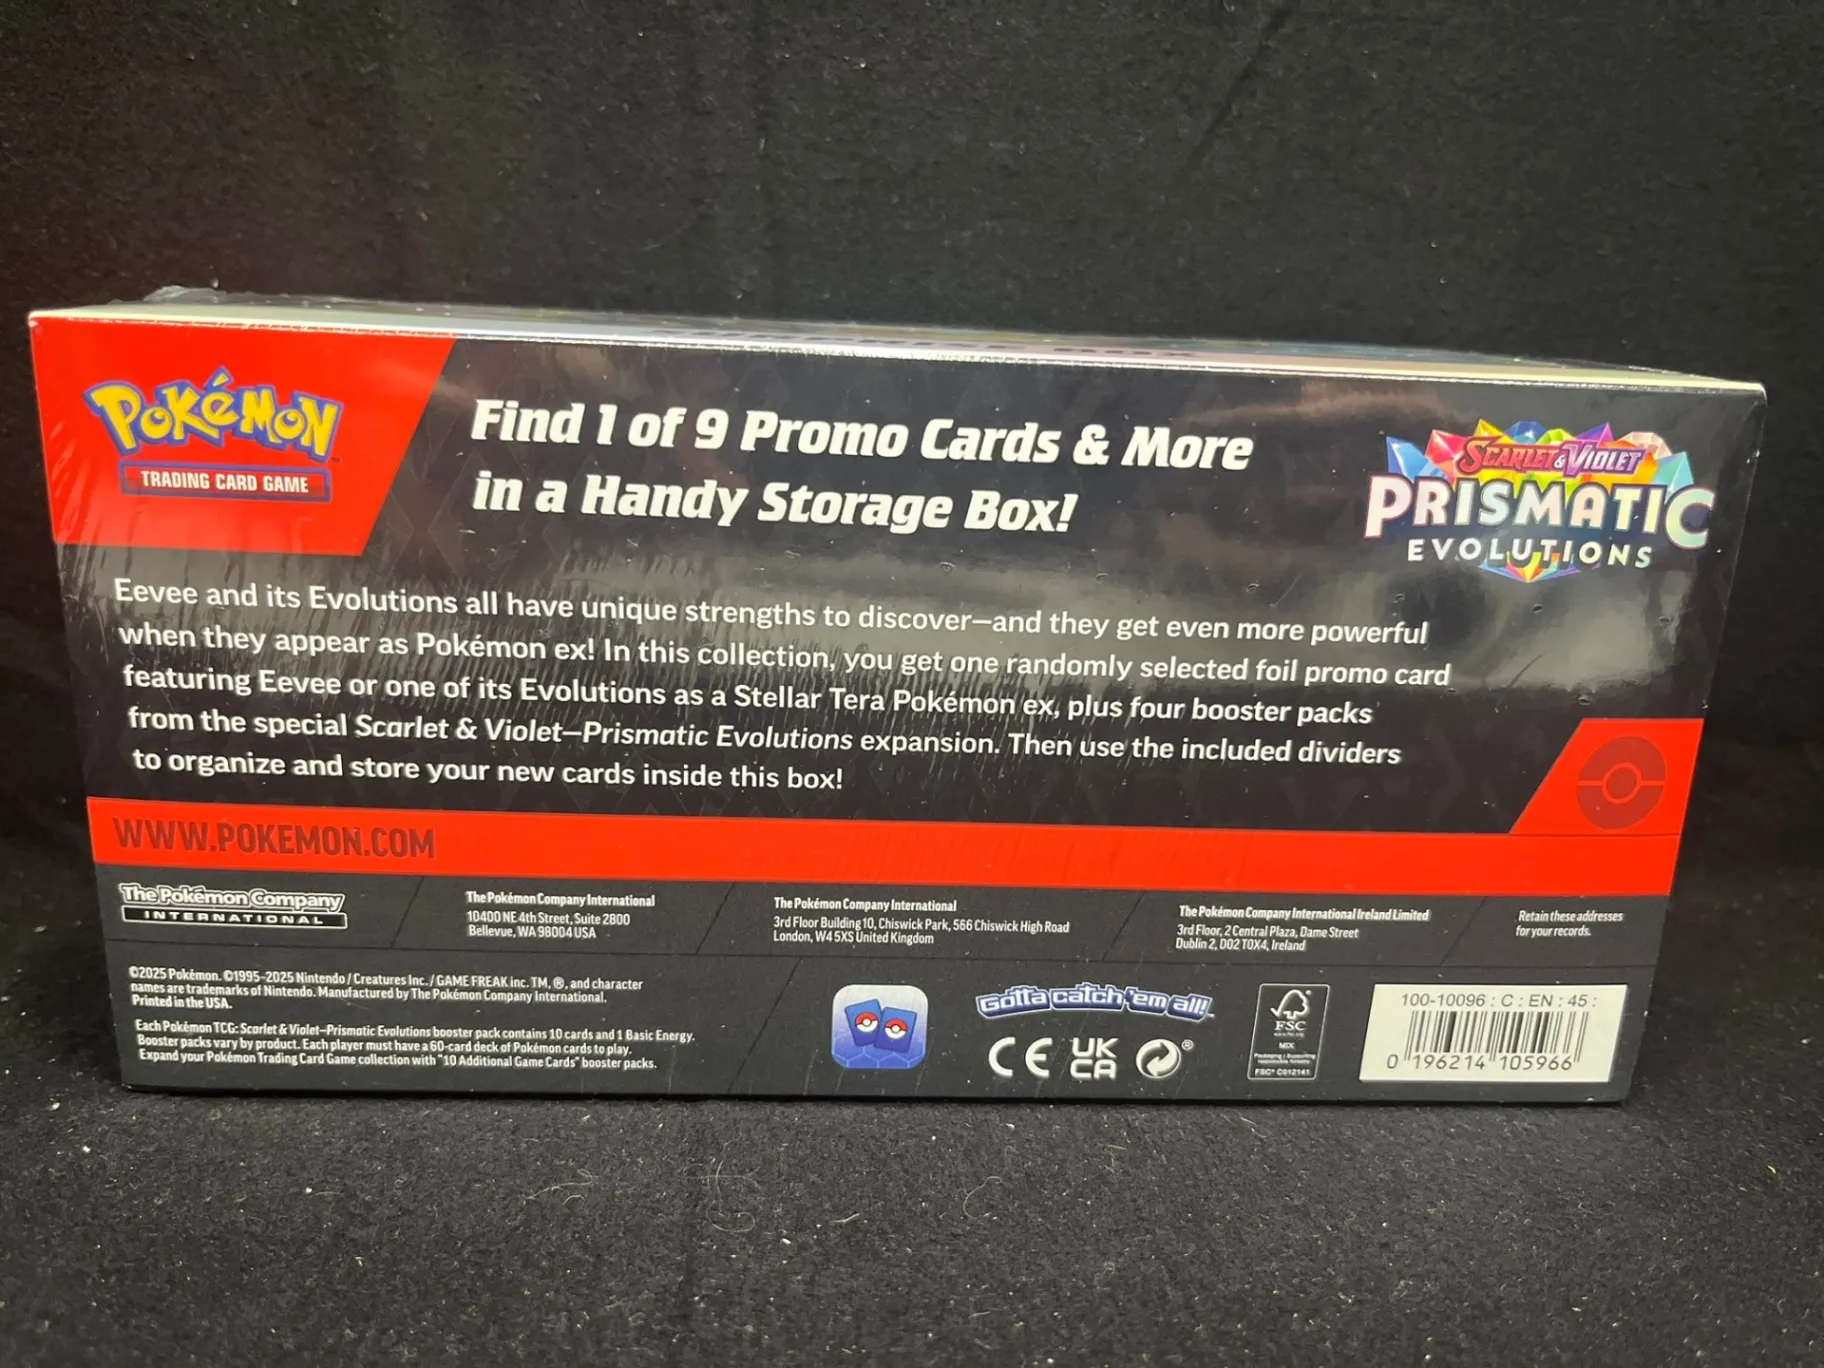 POKéMON
TRADING CARD GAME
Find 1 of 9 Promo Cards & More
in a Handy Storage Box!
SCARLET & VIOLET
PRISMATIC
EVOLUTIONS
Eevee and its Evolutions all have unique strengths to discover—and they get even more powerful
when they appear as Pokémon ex! In this collection, you get one randomly selected foil promo card
featuring Eevee or one of its Evolutions as a Stellar Tera Pokémon ex, plus four booster packs
from the special Scarlet & Violet—Prismatic Evolutions expansion. Then use the included dividers
to organize and store your new cards inside this box!
WWW.POKEMON.COM
The Pokémon Company
INTERNATIONAL
The Pokémon Company International
10400 NE 4th Street, Suite 2800
Bellevue, WA 98004 USA
The Pokémon Company International
3rd Floor Building 10, Chiswick Park, 566 Chiswick High Road
London, W4 5XS United Kingdom
The Pokémon Company International Ireland Limited
3rd Floor, 2 Central Plaza, Dame Street
Dublin 2, D02 T0X4, Ireland
Retain these addresses
for your records.
©2025 Pokémon. ©1995–2025 Nintendo / Creatures Inc. / GAME FREAK inc. TM, ®, and character
names are trademarks of Nintendo. Manufactured by The Pokémon Company International.
Printed in the USA.
Each Pokémon TCG: Scarlet & Violet—Prismatic Evolutions booster pack contains 10 cards and 1 Basic Energy.
Booster packs vary by product. Each player must have a 60-card deck of Pokémon cards to play.
Expand your Pokémon Trading Card Game collection with "10 Additional Game Cards" booster packs.
Gotta catch 'em all!
CE UK
CA
®
FSC
MIX
FSC® C012141
100-10096 : C : EN : 45 :
0 196214 105966